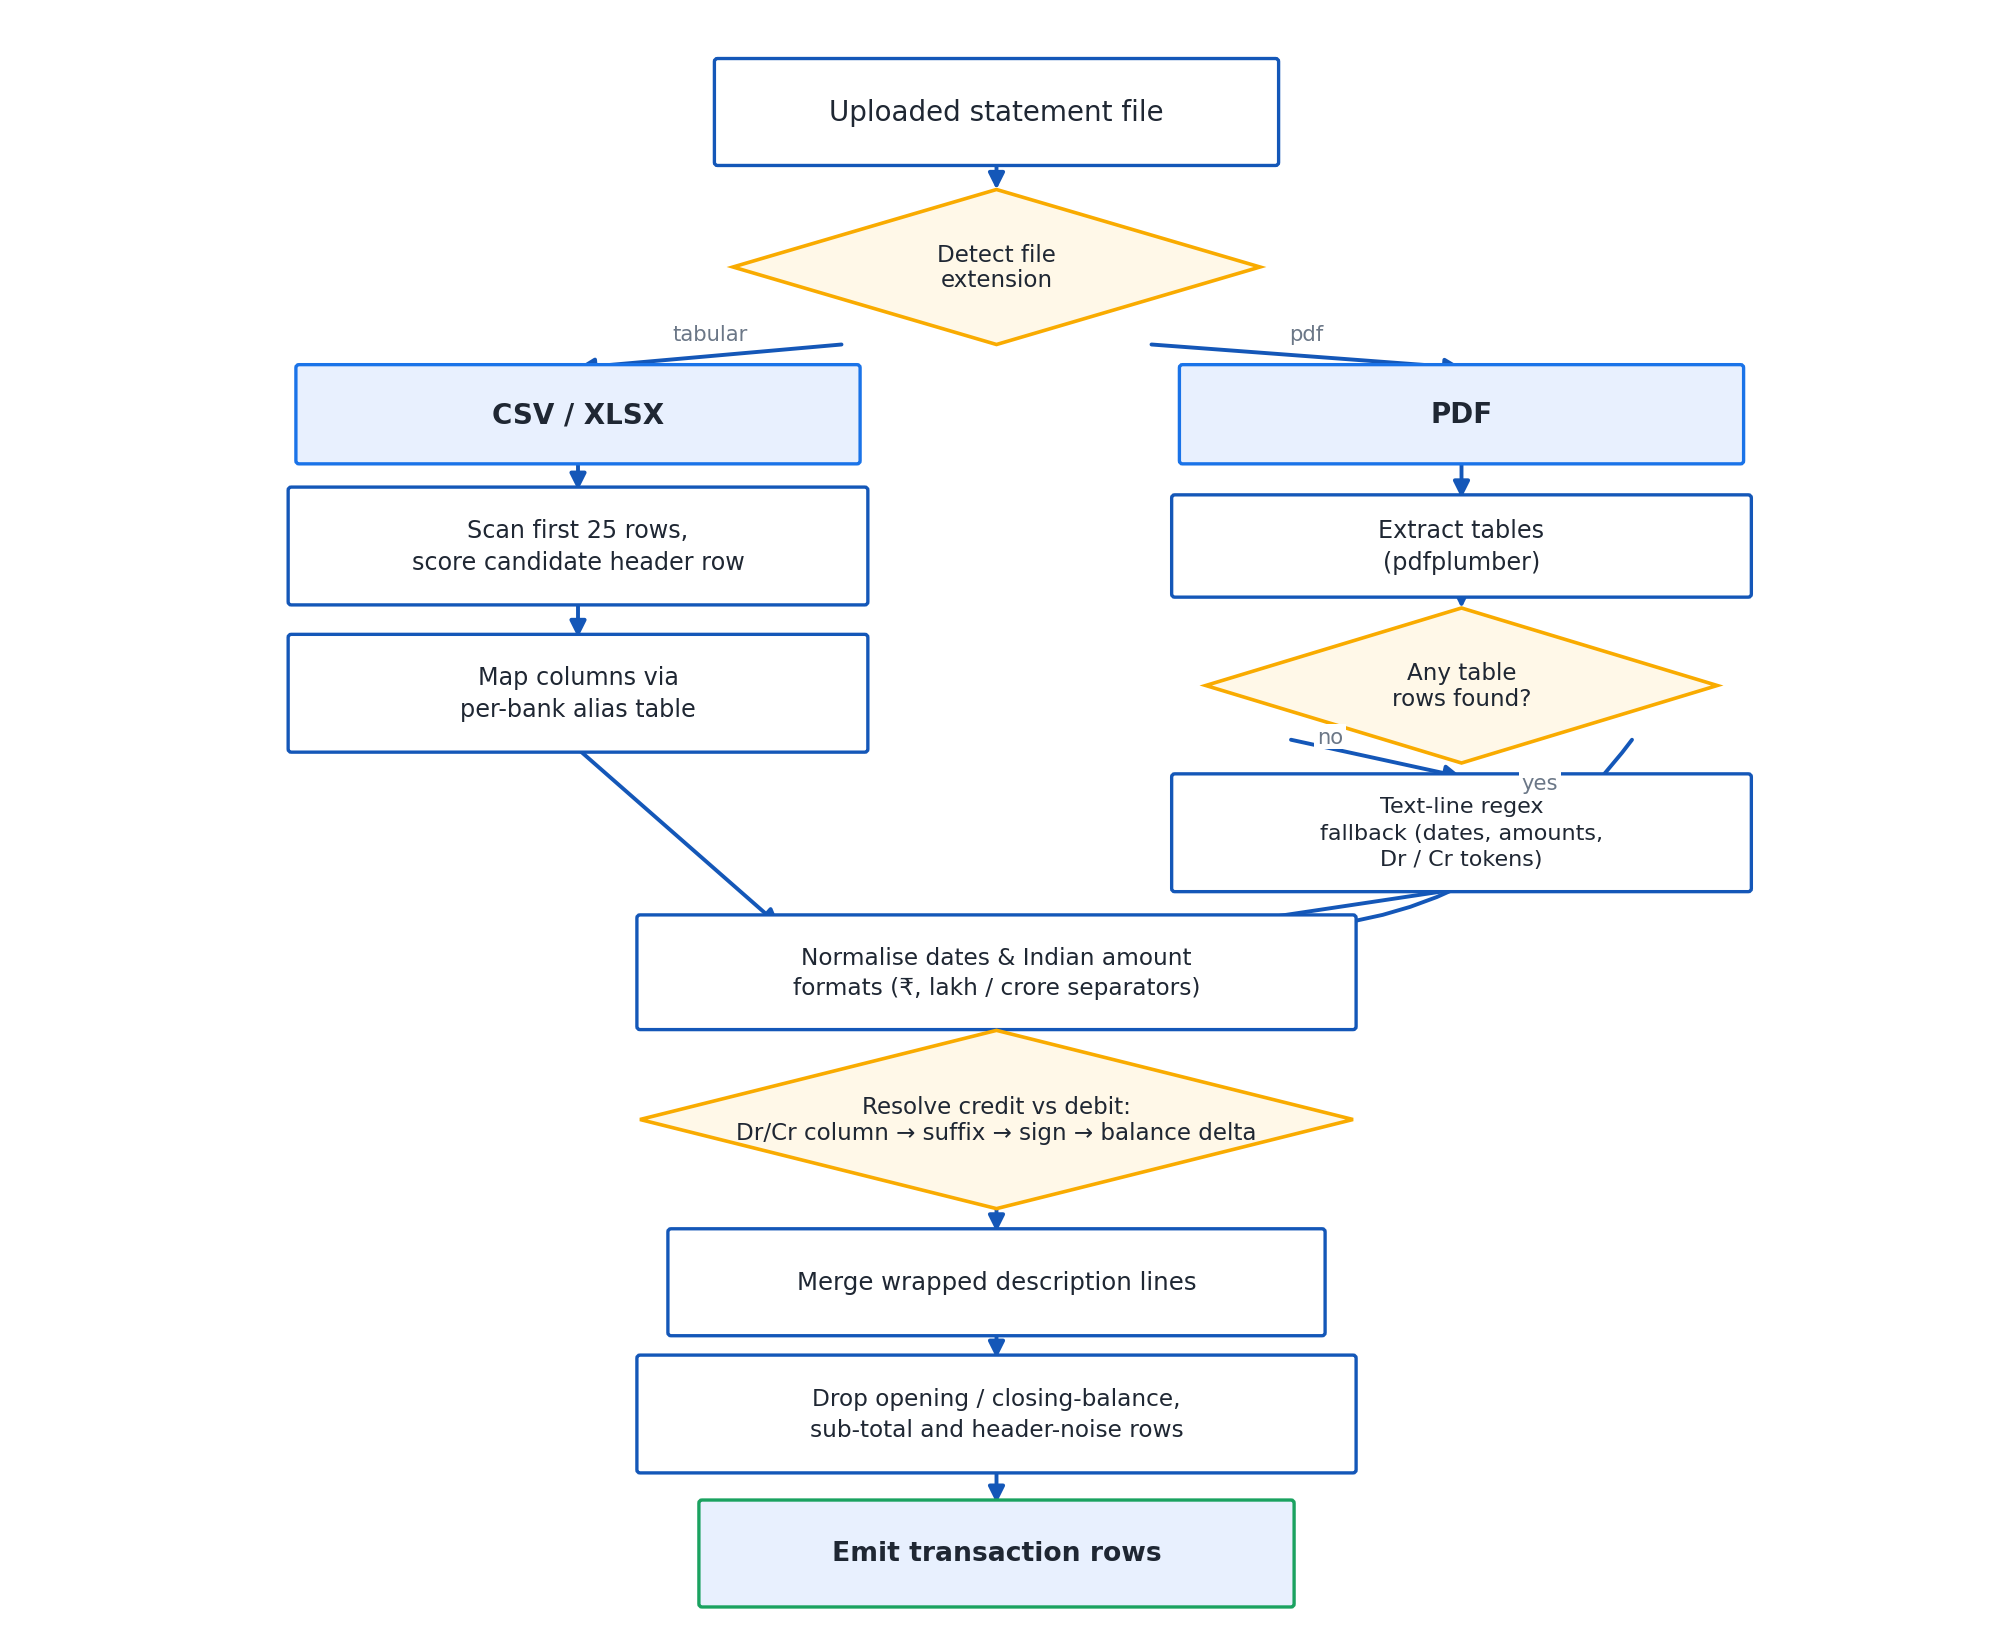 Uploaded statement file
Detect file
extension
tabular
pdf
CSV / XLSX
PDF
Scan first 25 rows,
score candidate header row
Extract tables
(pdfplumber)
Map columns via
per-bank alias table
Any table
rows found?
no
yes
Text-line regex
fallback (dates, amounts,
Dr / Cr tokens)
Normalise dates & Indian amount
formats (₹, lakh / crore separators)
Resolve credit vs debit:
Dr/Cr column → suffix → sign → balance delta
Merge wrapped description lines
Drop opening / closing-balance,
sub-total and header-noise rows
Emit transaction rows